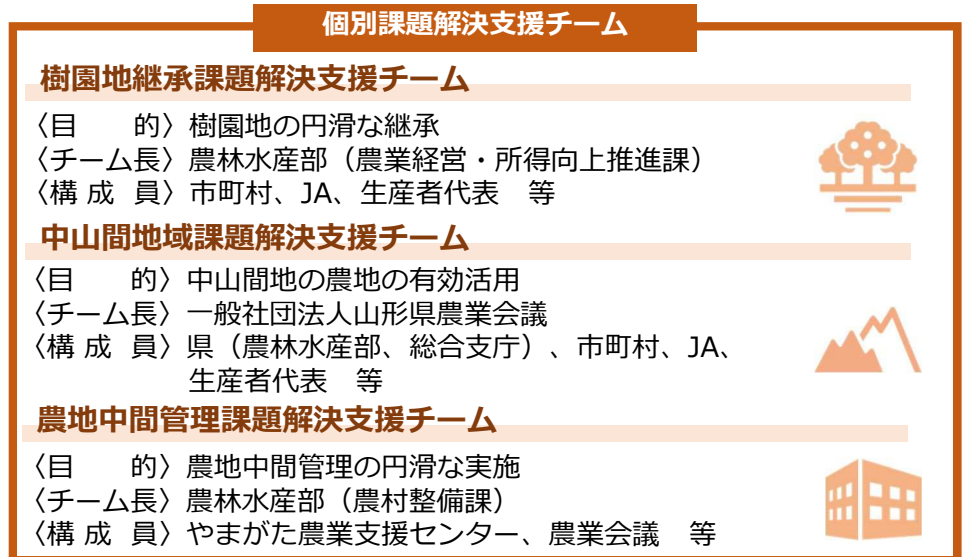 個別課題解決支援チーム
樹園地継承課題解決支援チーム
〈目　　的〉樹園地の円滑な継承
〈チーム長〉農林水産部（農業経営・所得向上推進課）
〈構 成 員〉市町村、JA、生産者代表　等
中山間地域課題解決支援チーム
〈目　　的〉中山間地の農地の有効活用
〈チーム長〉一般社団法人山形県農業会議
〈構 成 員〉県（農林水産部、総合支庁）、市町村、JA、
生産者代表　等
農地中間管理課題解決支援チーム
〈目　　的〉農地中間管理の円滑な実施
〈チーム長〉農林水産部（農村整備課）
〈構 成 員〉やまがた農業支援センター、農業会議　等